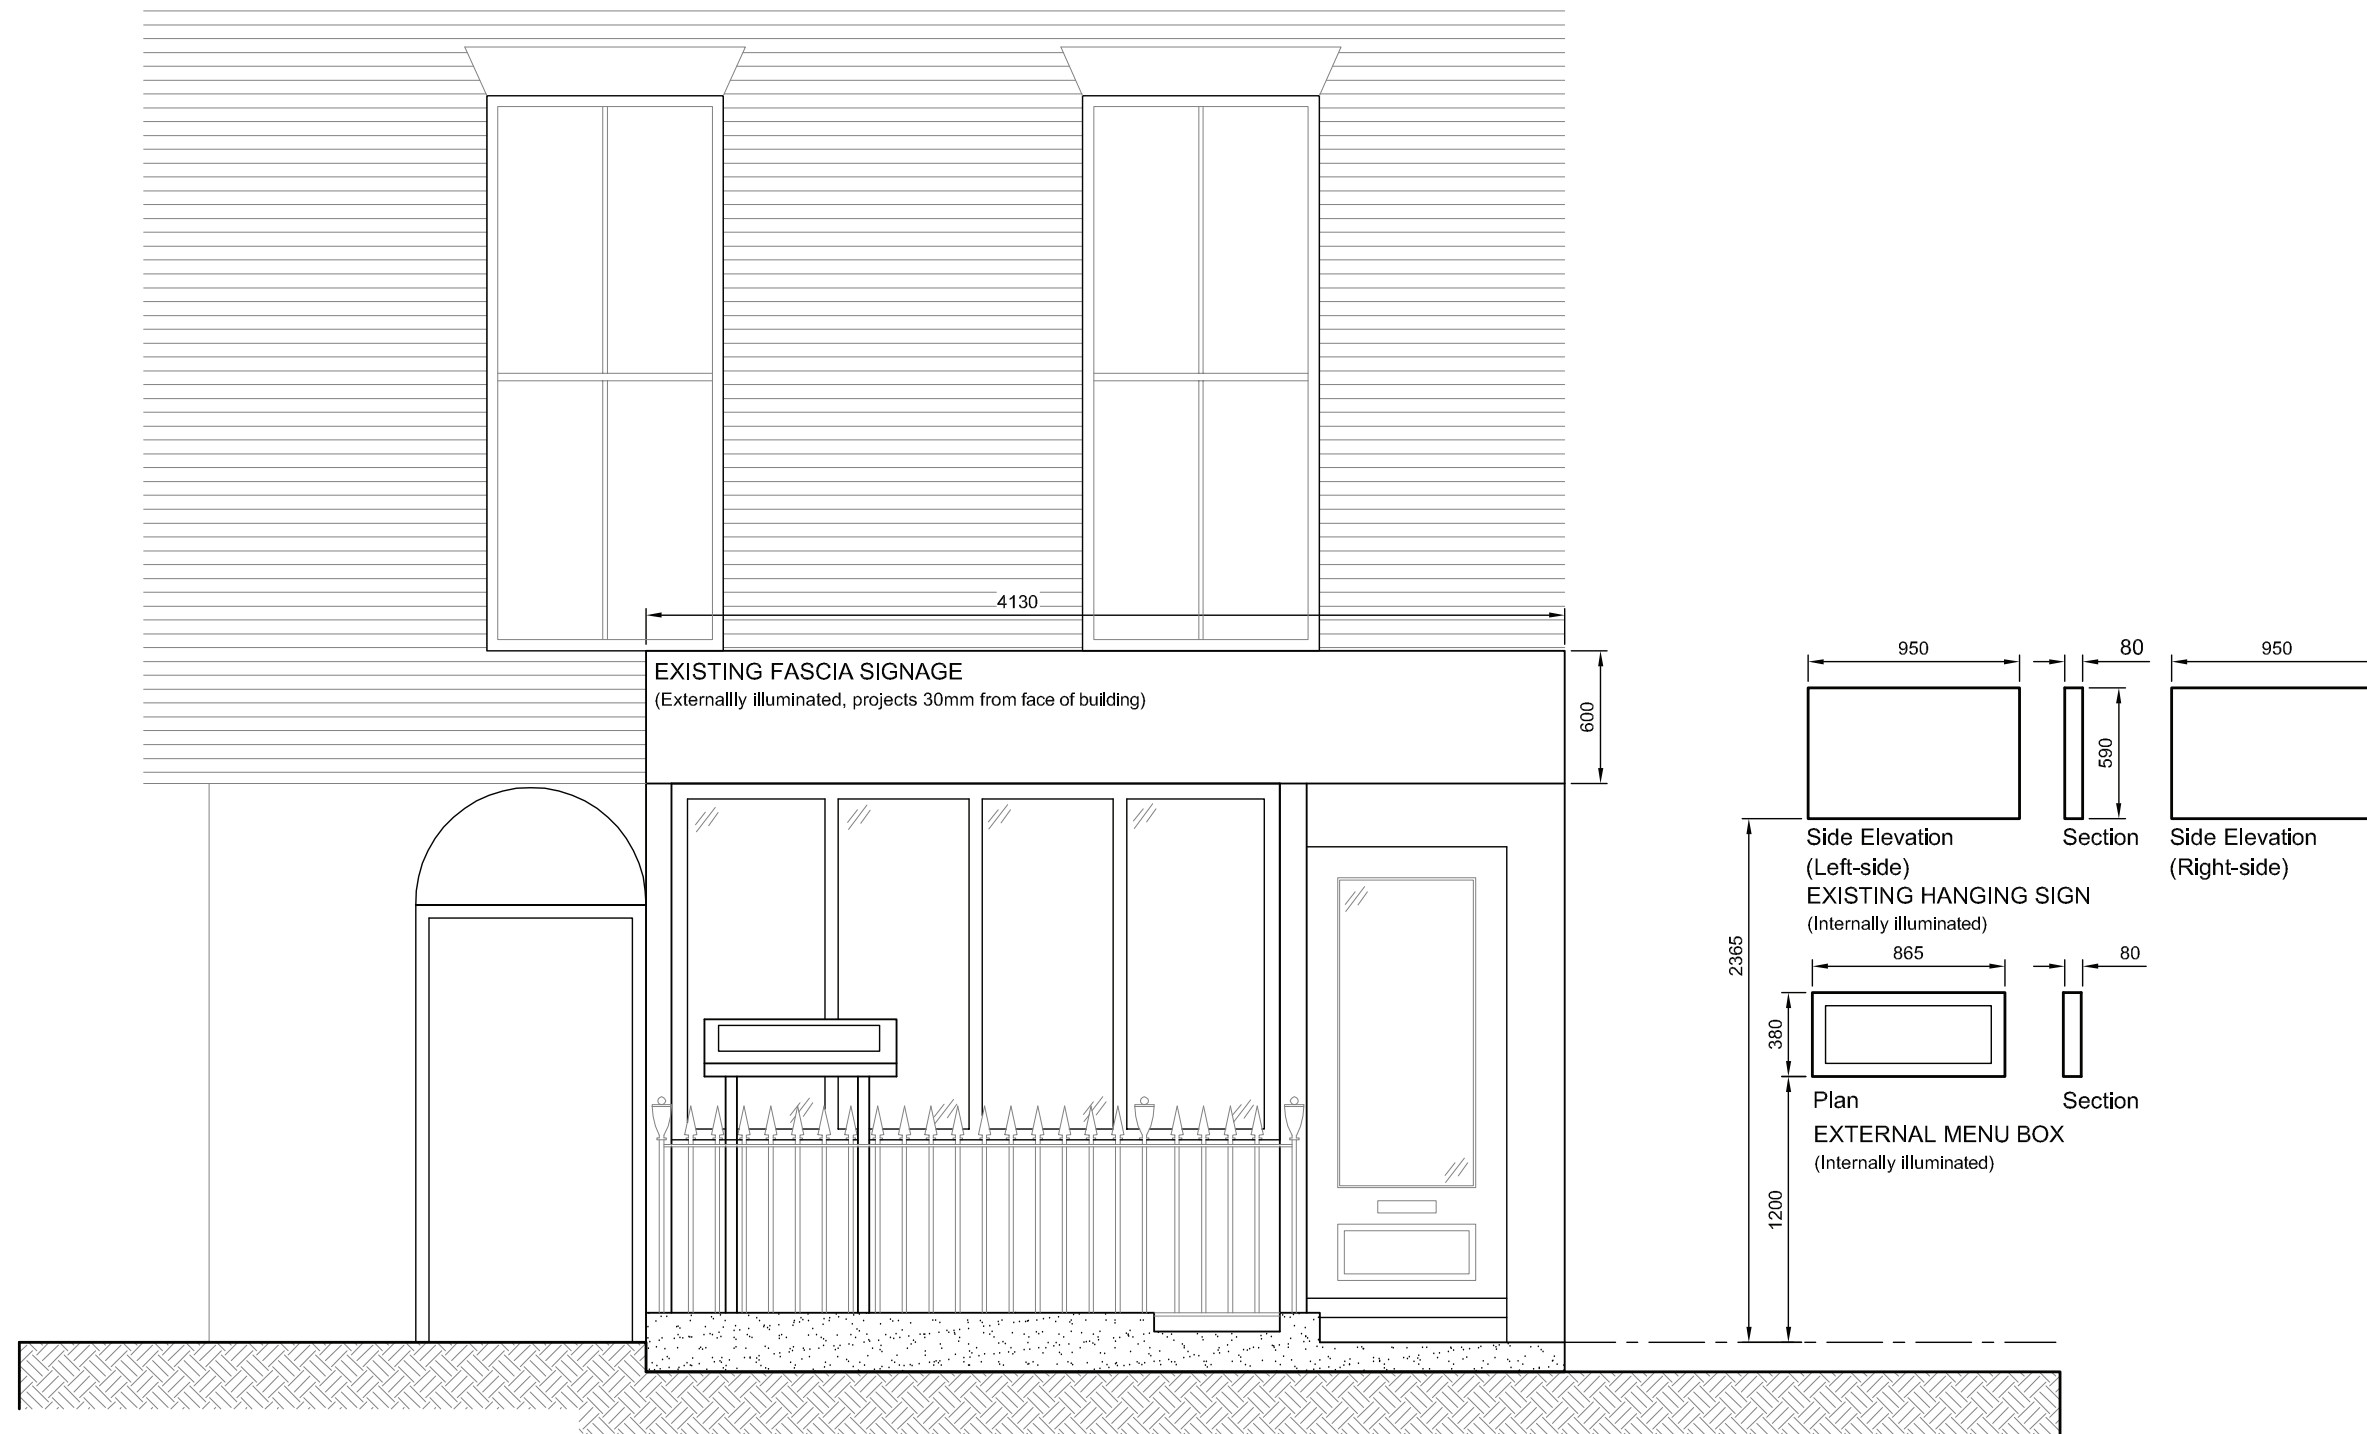 4130
EXISTING FASCIA SIGNAGE
(Externallly illuminated, projects 30mm from face of building)
600
950
80
950
590
Side Elevation
(Left-side)
Section
Side Elevation
(Right-side)
EXISTING HANGING SIGN
(Internally illuminated)
2365
865
80
380
Plan
Section
EXTERNAL MENU BOX
(Internally illuminated)
1200